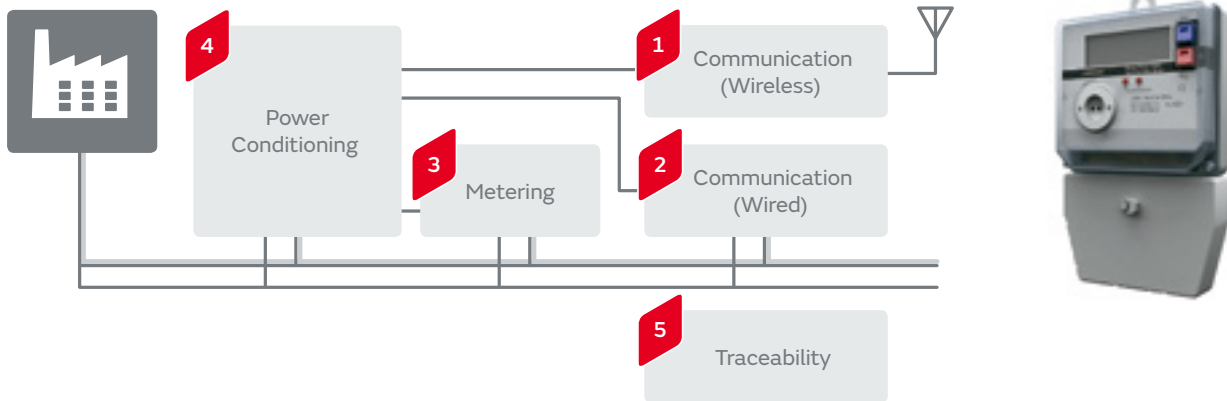 4
Power
Conditioning
1
Communication
(Wireless)
3
Metering
2
Communication
(Wired)
5
Traceability